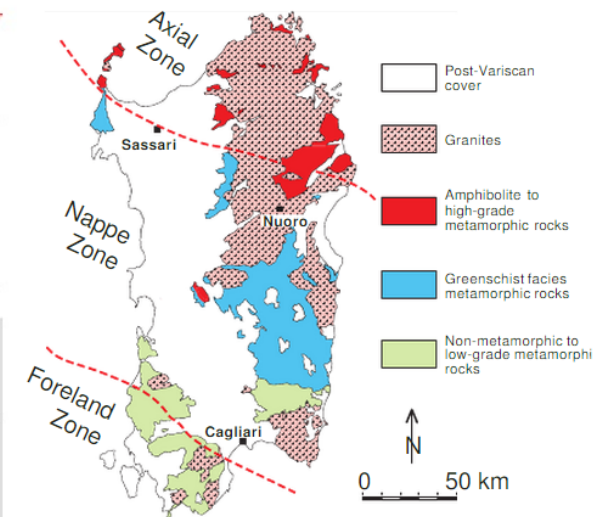 Axial
Zone
Sassari
Nappe
Zone
Nuoro
Foreland
Zone
Cagliari
Post-Variscan
cover
Granites
Amphibolite to
high-grade
metamorphic rocks
Greenschist facies
metamorphic rocks
Non-metamorphic to
low-grade metamorphi
rocks
N
0 50 km